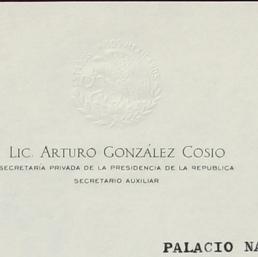 LIC. ARTURO GONZÁLEZ COSIO
SECRETARÍA PRIVADA DE LA PRESIDENCIA DE LA REPUBLICA
SECRETARIO AUXILIAR
PALACIO NA